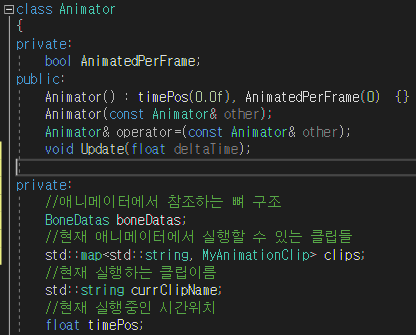 class Animator
{
private:
    bool AnimatedPerFrame;
public:
    Animator() : timePos(0.0f), AnimatedPerFrame(0)  {}
    Animator(const Animator& other);
    Animator& operator=(const Animator& other);
    void Update(float deltaTime);
private:
    //애니메이터에서 참조하는 뼈 구조
    BoneDatas boneDatas;
    //현재 애니메이터에서 실행할 수 있는 클립들
    std::map<std::string, MyAnimationClip> clips;
    //현재 실행하는 클립이름
    std::string currClipName;
    //현재 실행중인 시간위치
    float timePos;